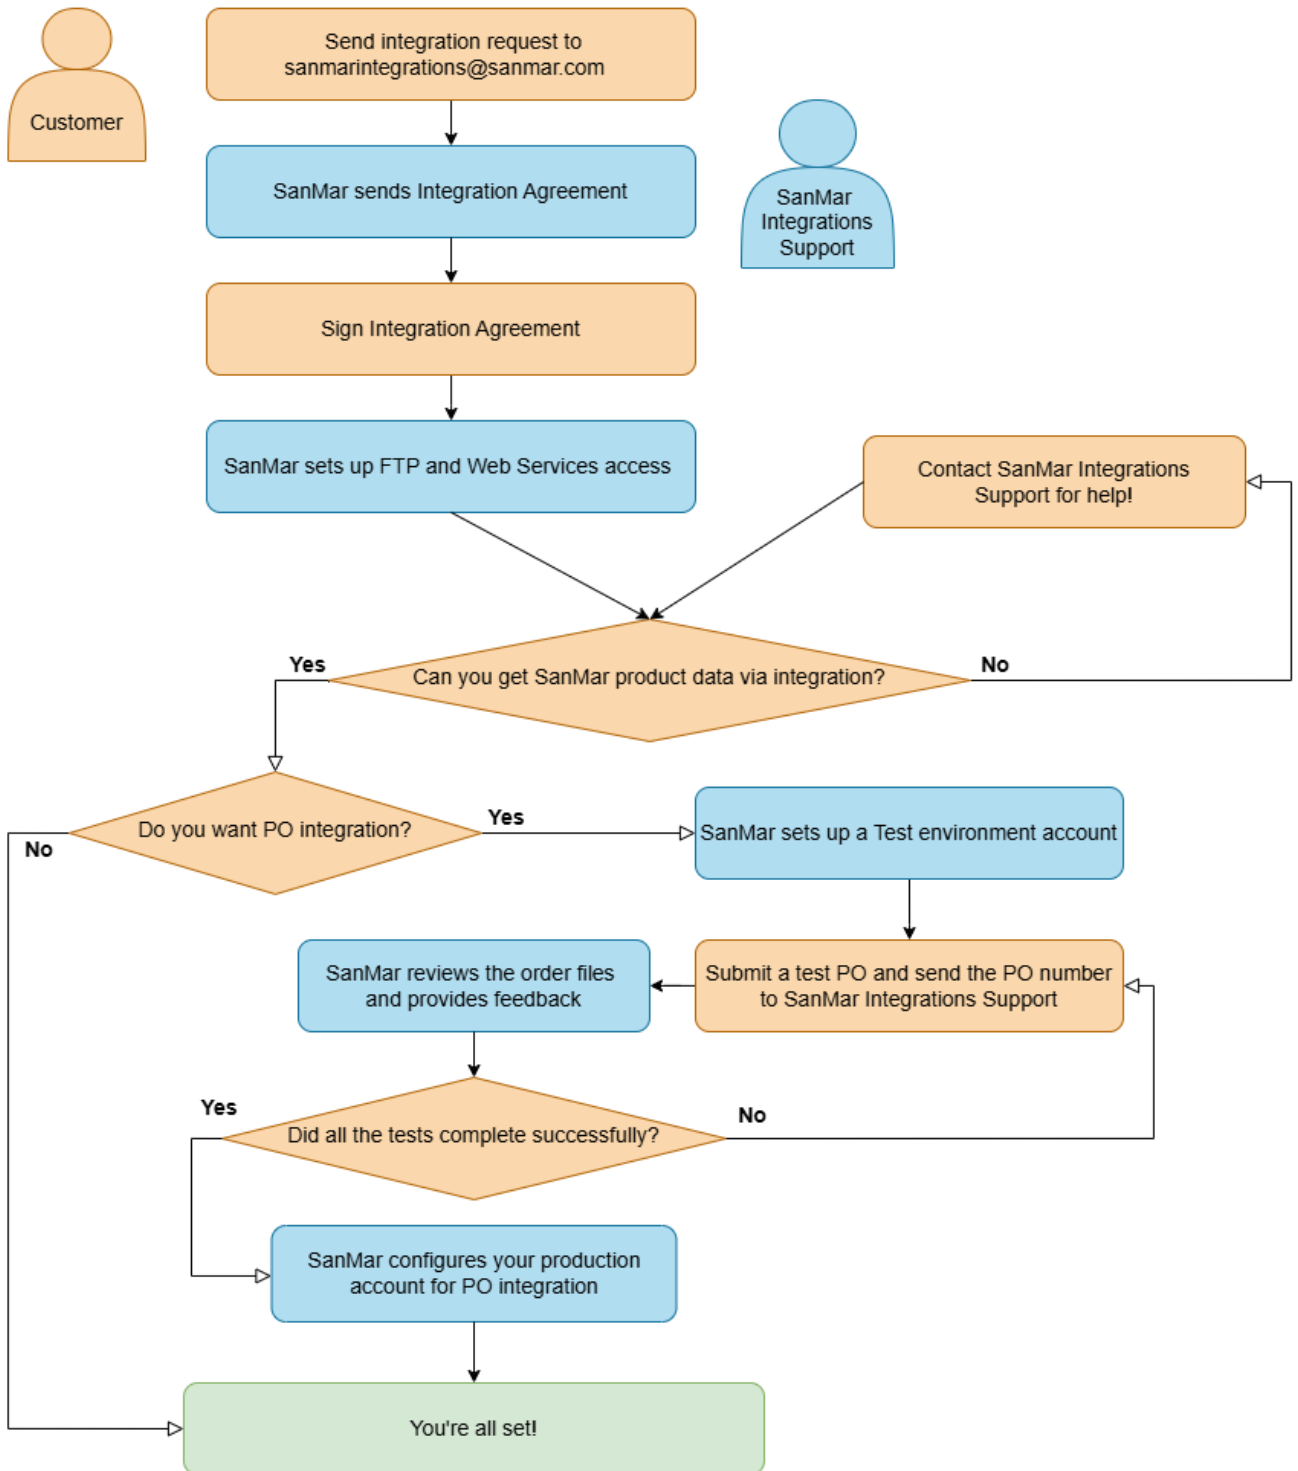 Send integration request to
sanmarintegrations@sanmar.com
Customer
SanMar sends Integration Agreement
SanMar
Integrations
Support
Sign Integration Agreement
SanMar sets up FTP and Web Services access
Contact SanMar Integrations
Support for help!
Yes
Can you get SanMar product data via integration?
No
Do you want PO integration?
Yes
No
SanMar sets up a Test environment account
SanMar reviews the order files
and provides feedback
Submit a test PO and send the PO number
to SanMar Integrations Support
Yes
Did all the tests complete successfully?
No
SanMar configures your production
account for PO integration
You're all set!